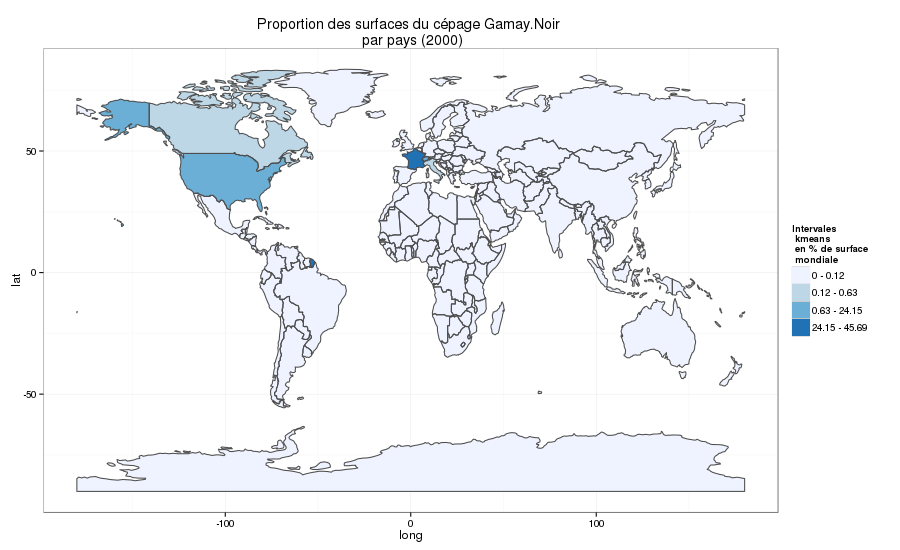 Proportion des surfaces du cépage Gamay.Noir
par pays (2000)
50
0
-50
lat
-100
0
100
long
Intervales
kmeans
en % de surface
mondiale
0 - 0.12
0.12 - 0.63
0.63 - 24.15
24.15 - 45.69